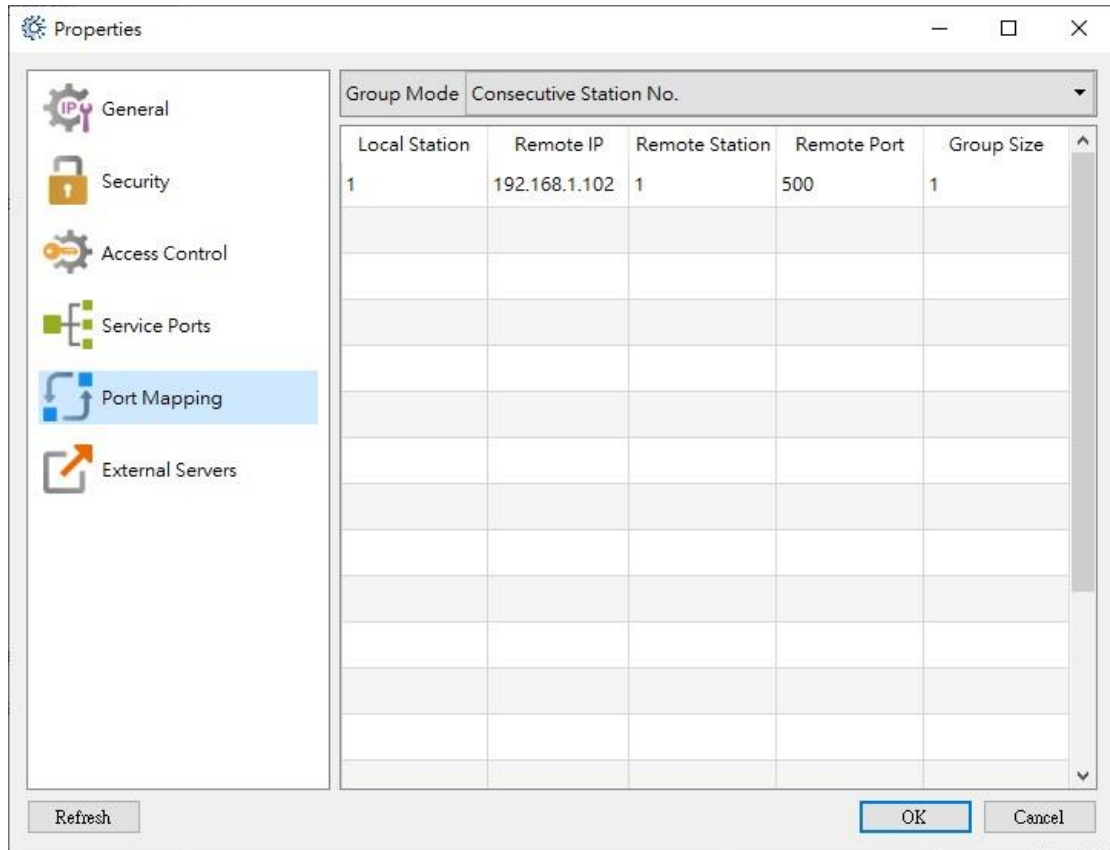 Properties
General
Security
Access Control
Service Ports
Port Mapping
External Servers
Group Mode Consecutive Station No.
Local Station Remote IP Remote Station Remote Port Group Size
1 192.168.1.102 1 500 1
Refresh OK Cancel